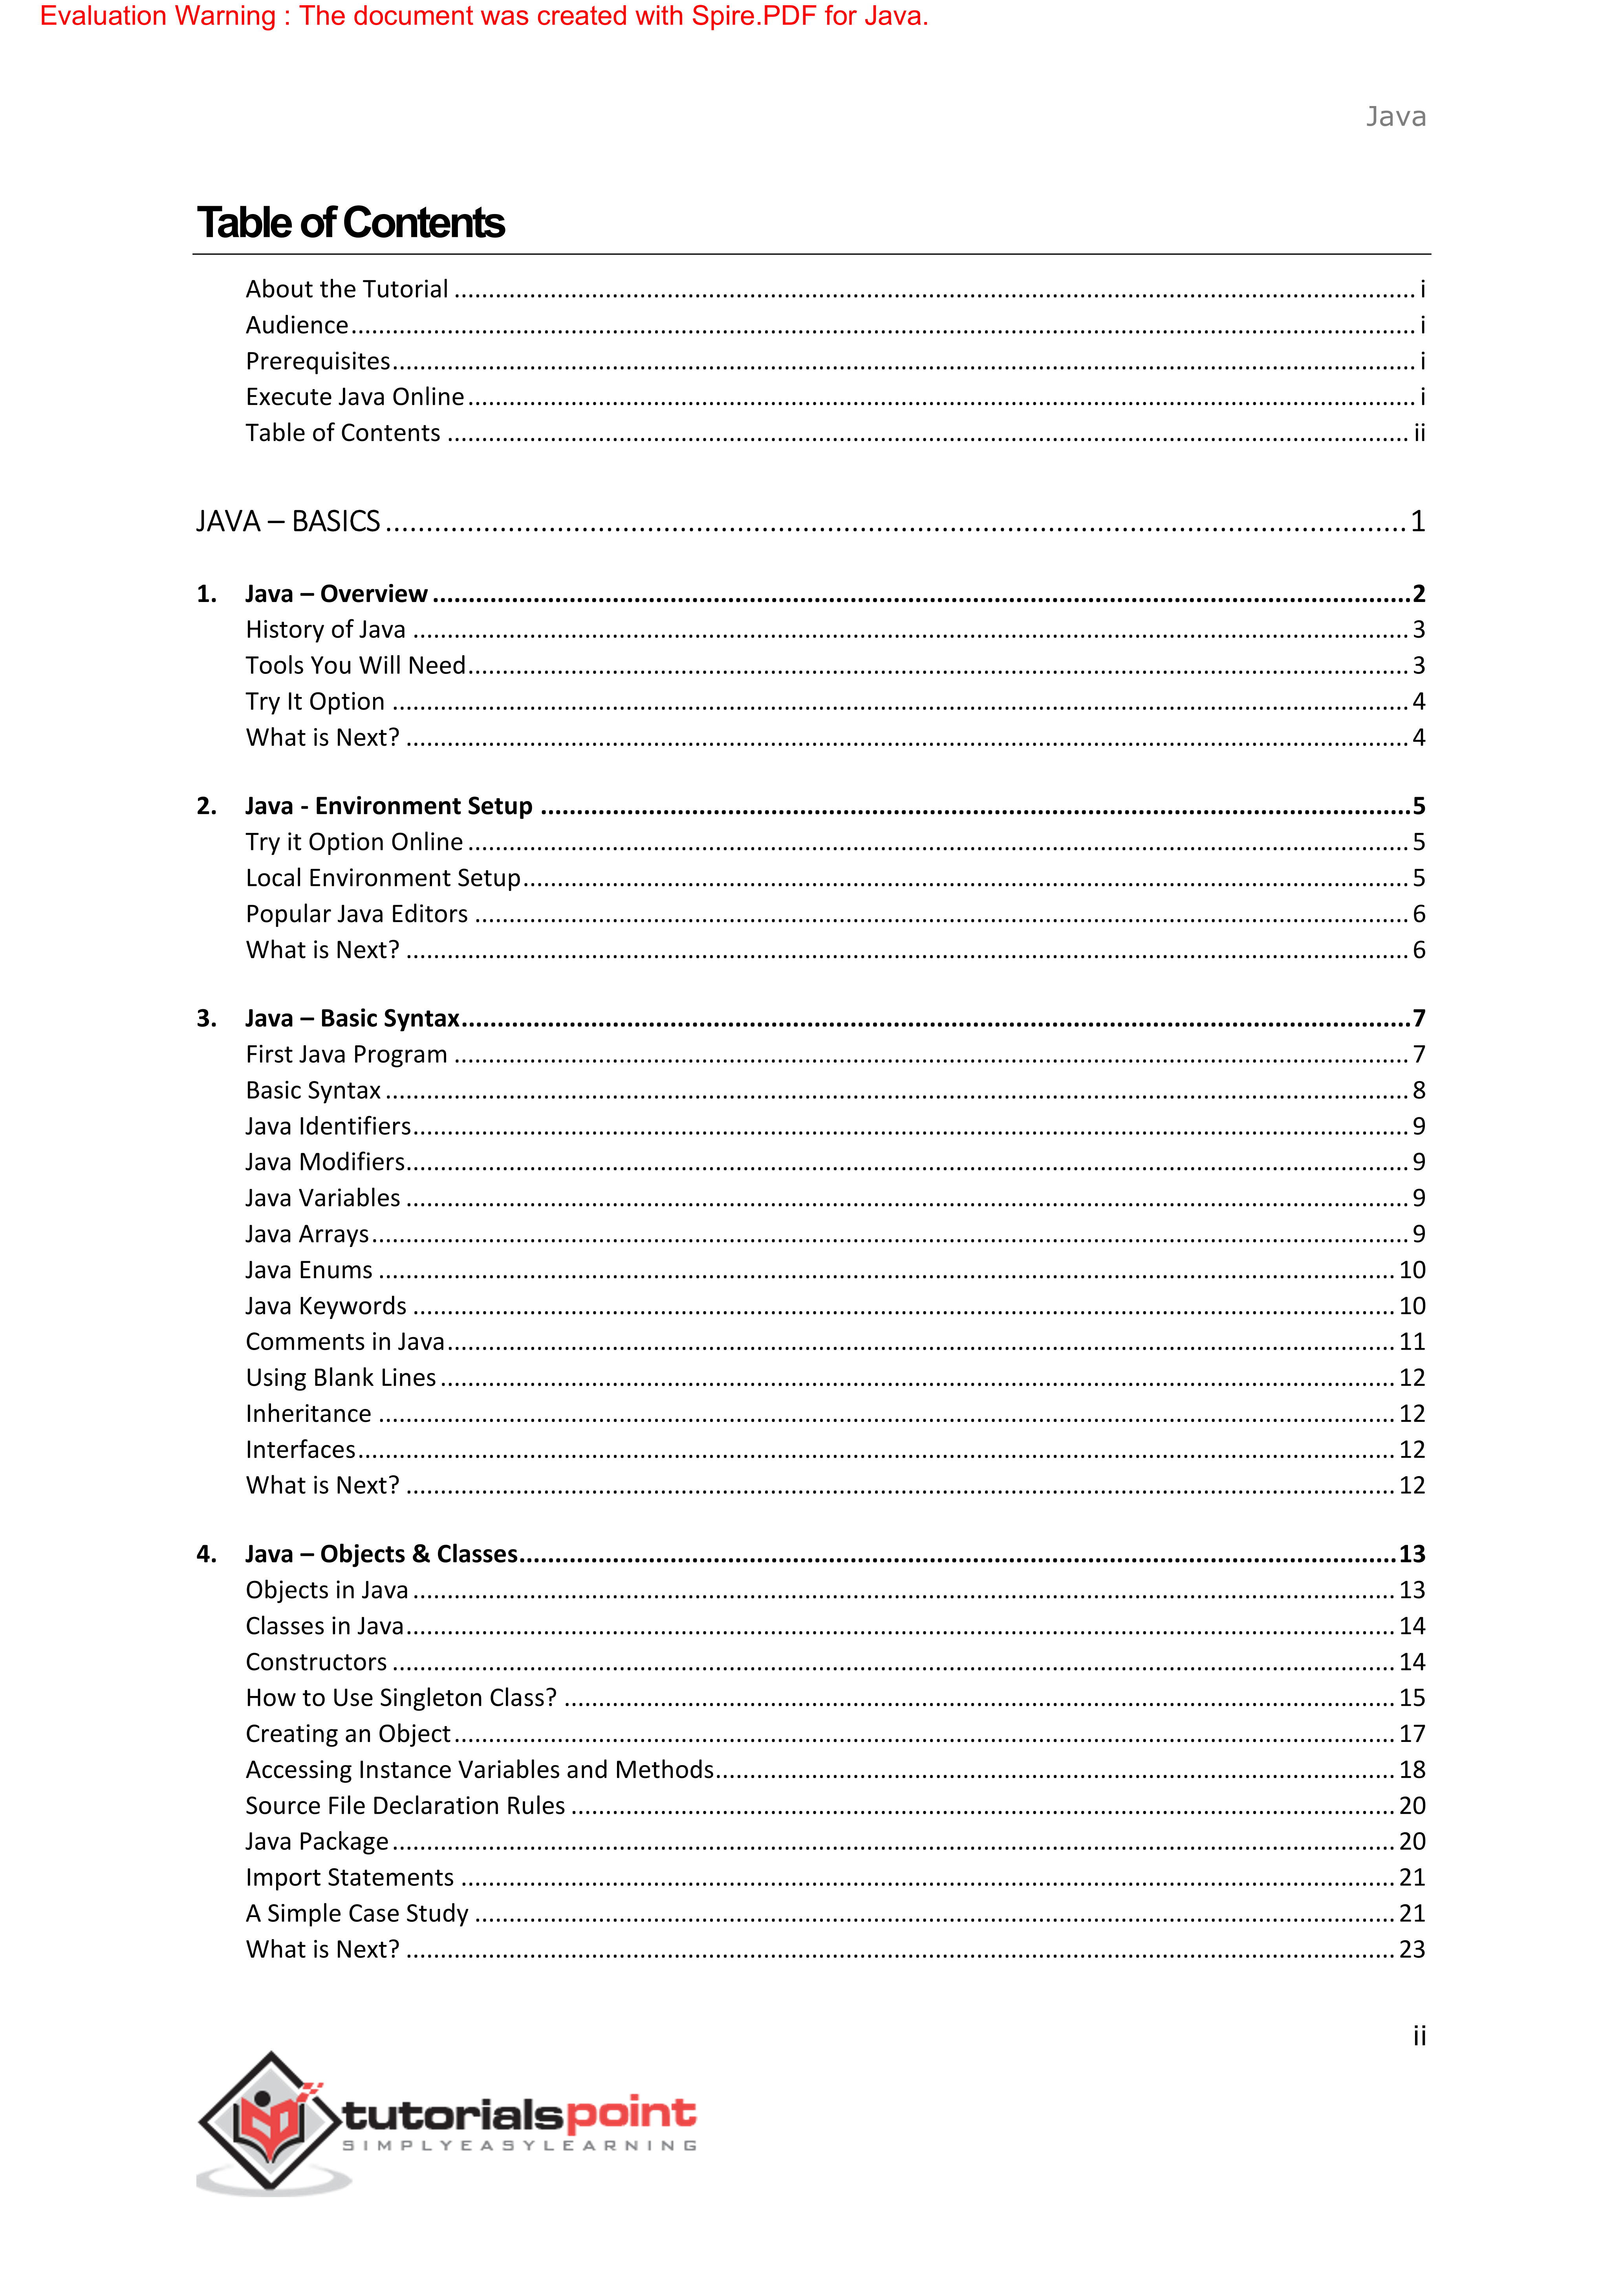 Evaluation Warning : The document was created with Spire.PDF for Java.
Java
Table of Contents
About the Tutorial ........ i
Audience ........ i
Prerequisites ........ i
Execute Java Online ........ i
Table of Contents ........ ii
JAVA – BASICS ........ 1
1. Java – Overview ........ 2
History of Java ........ 3
Tools You Will Need ........ 3
Try It Option ........ 4
What is Next? ........ 4
2. Java - Environment Setup ........ 5
Try it Option Online ........ 5
Local Environment Setup ........ 5
Popular Java Editors ........ 6
What is Next? ........ 6
3. Java – Basic Syntax ........ 7
First Java Program ........ 7
Basic Syntax ........ 8
Java Identifiers ........ 9
Java Modifiers ........ 9
Java Variables ........ 9
Java Arrays ........ 9
Java Enums ........ 10
Java Keywords ........ 10
Comments in Java ........ 11
Using Blank Lines ........ 12
Inheritance ........ 12
Interfaces ........ 12
What is Next? ........ 12
4. Java – Objects & Classes ........ 13
Objects in Java ........ 13
Classes in Java ........ 14
Constructors ........ 14
How to Use Singleton Class? ........ 15
Creating an Object ........ 17
Accessing Instance Variables and Methods ........ 18
Source File Declaration Rules ........ 20
Java Package ........ 20
Import Statements ........ 21
A Simple Case Study ........ 21
What is Next? ........ 23
ii
tutorialspoint
SIMPLYEASYLEARNING